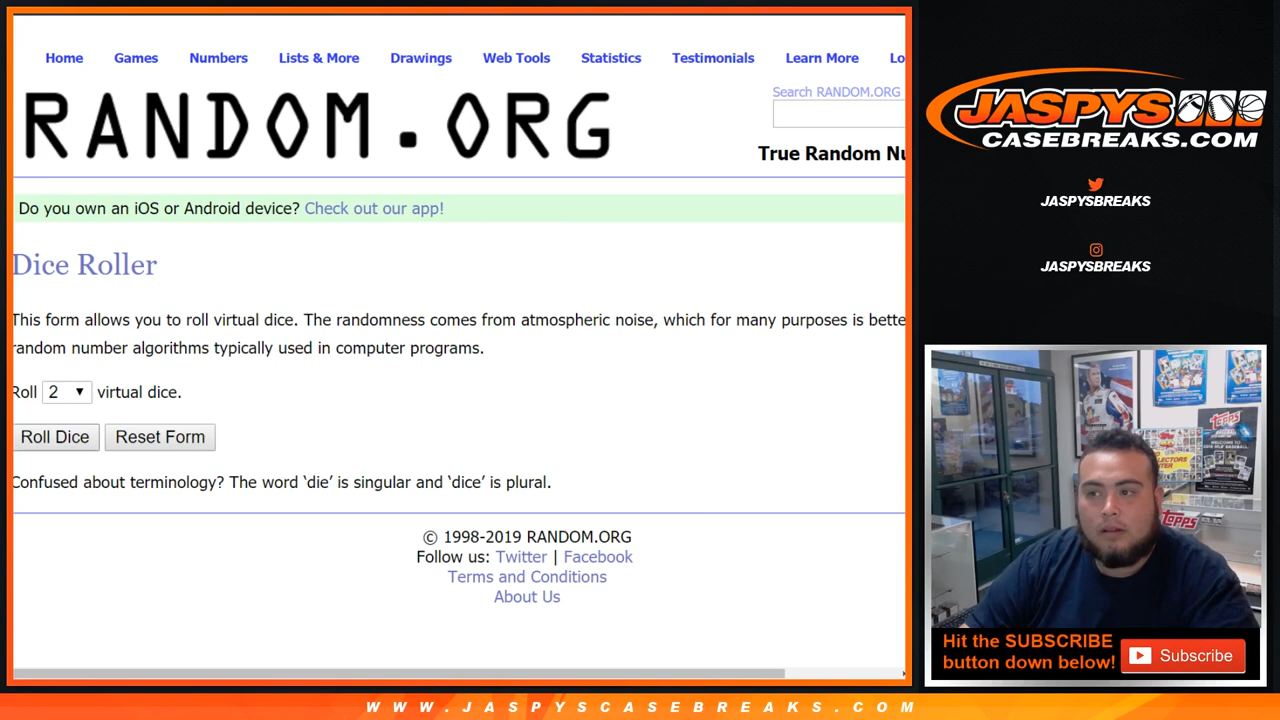 Home Games Numbers Lists & More Drawings Web Tools Statistics Testimonials Learn More Lo
Search RANDOM.ORG
RANDOM.ORG
True Random Nu
Do you own an iOS or Android device? Check out our app!
Dice Roller
This form allows you to roll virtual dice. The randomness comes from atmospheric noise, which for many purposes is bette
random number algorithms typically used in computer programs.
Roll 2 virtual dice.
Roll Dice Reset Form
Confused about terminology? The word ‘die’ is singular and ‘dice’ is plural.
© 1998-2019 RANDOM.ORG
Follow us: Twitter | Facebook
Terms and Conditions
About Us
JASPYS
CASEBREAKS.COM
JASPYSBREAKS
JASPYSBREAKS
topps
WELCOME TO
topps
Hit the SUBSCRIBE
button down below!
Subscribe
WWW.JASPYSCASEBREAKS.COM